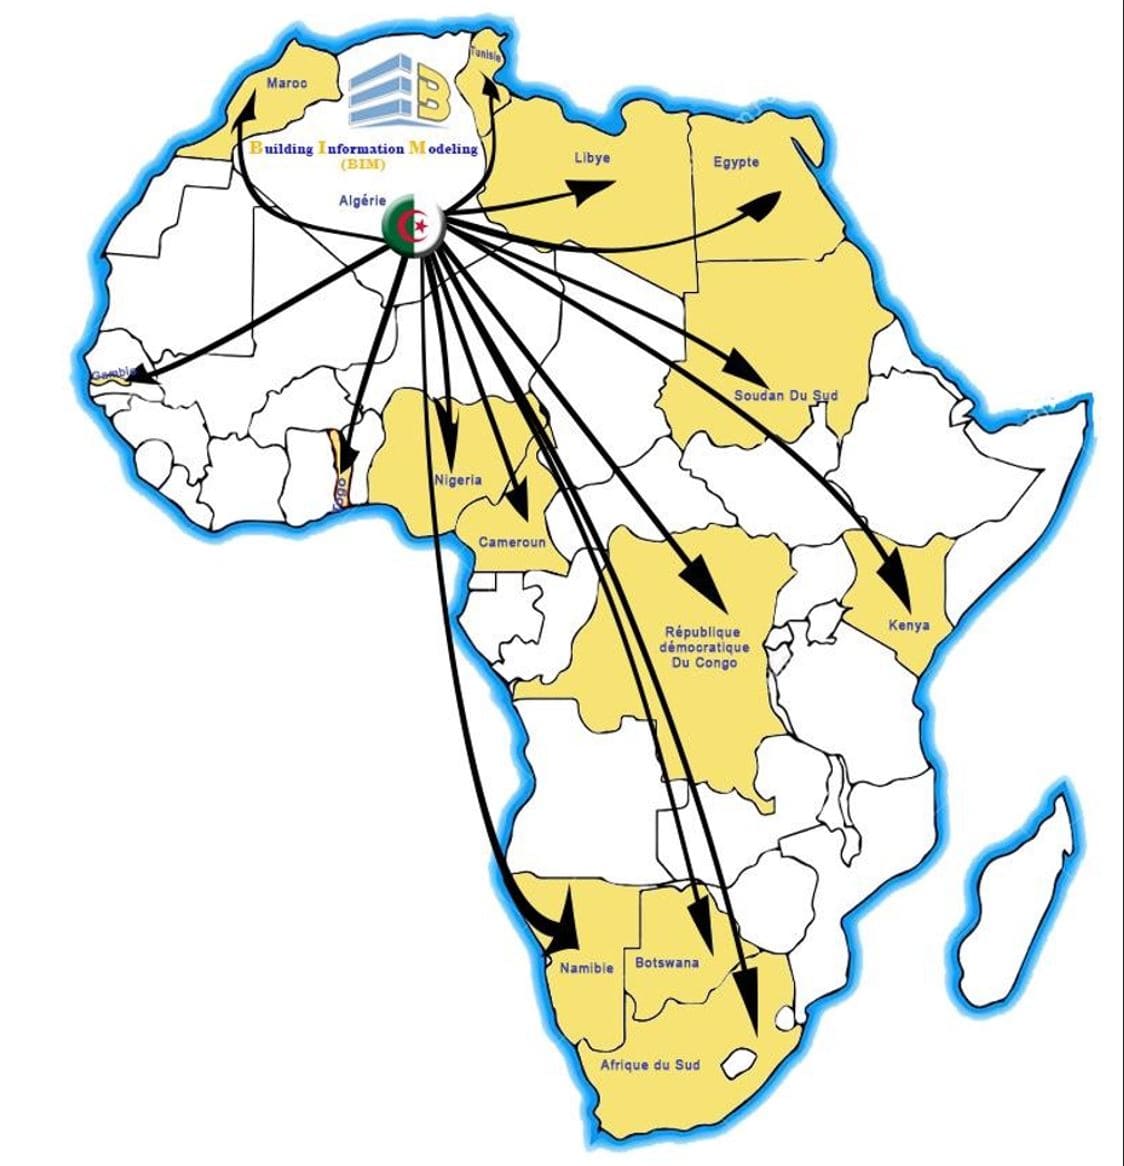 Tunisie
Maroc
B
Building Information Modeling
(BIM)
Libye
Egypte
Algérie
Gambie
Soudan Du Sud
Togo
Nigeria
Cameroun
Kenya
République
démocratique
Du Congo
Namibie
Botswana
Afrique du Sud